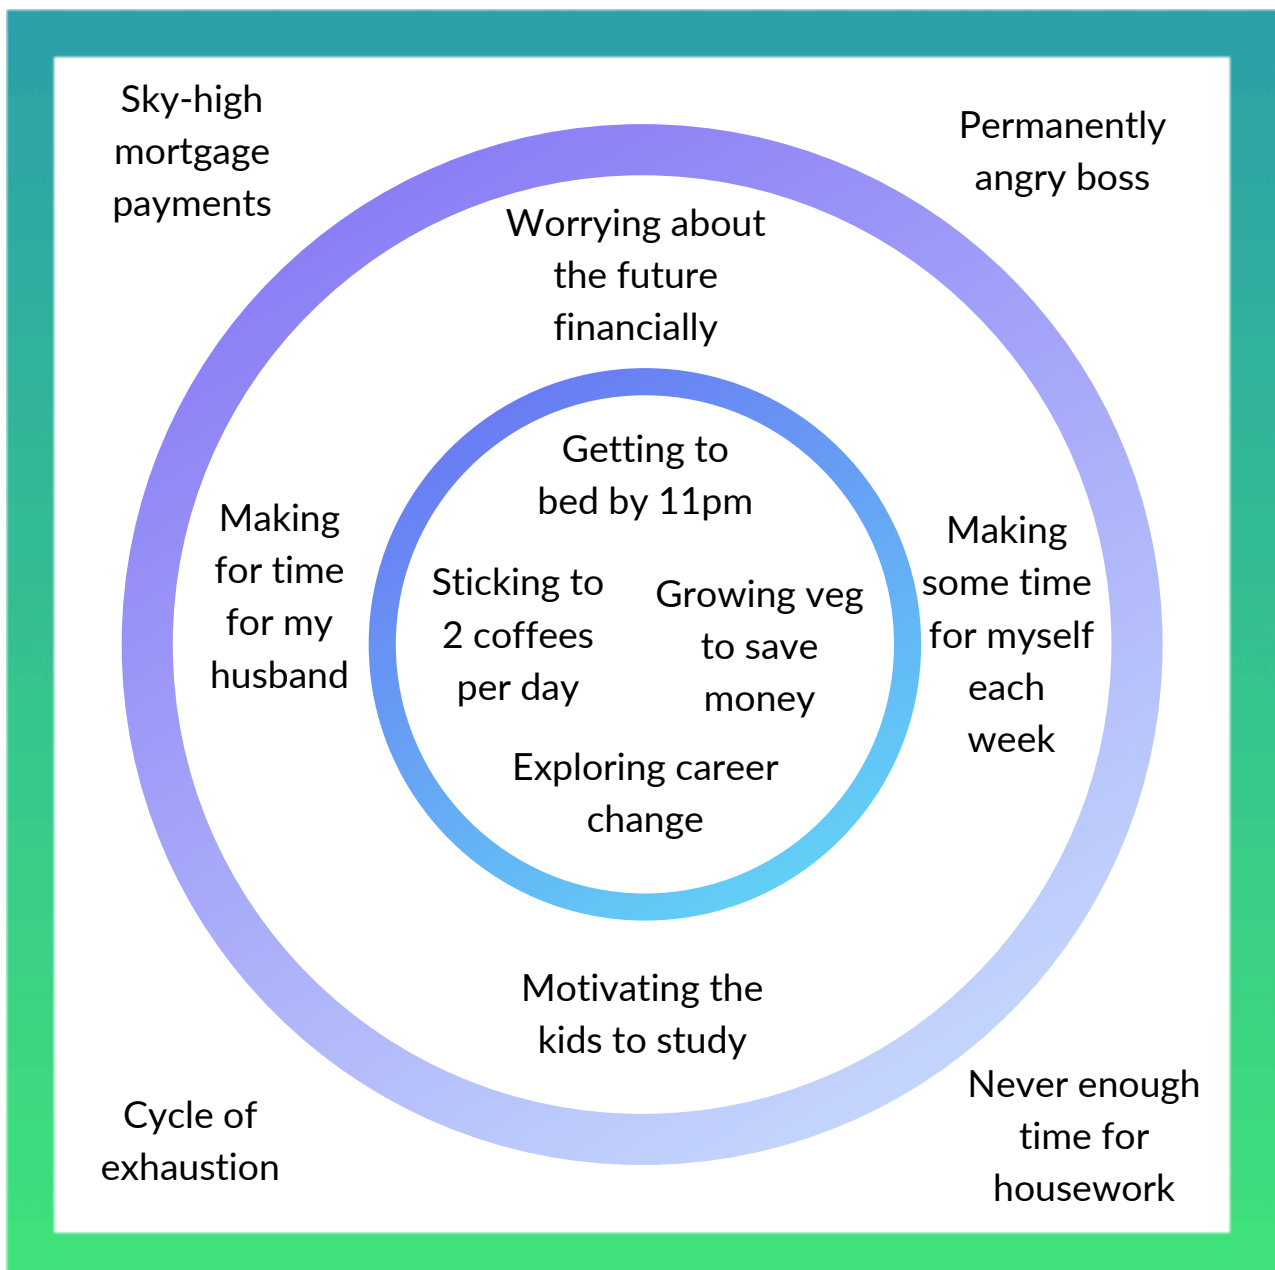 Sky-high
mortgage
payments
Permanently
angry boss
Worrying about
the future
financially
Getting to
bed by 11pm
Making
for time
for my
husband
Sticking to
2 coffees
per day
Growing veg
to save
money
Making
some time
for myself
each
week
Exploring career
change
Motivating the
kids to study
Cycle of
exhaustion
Never enough
time for
housework